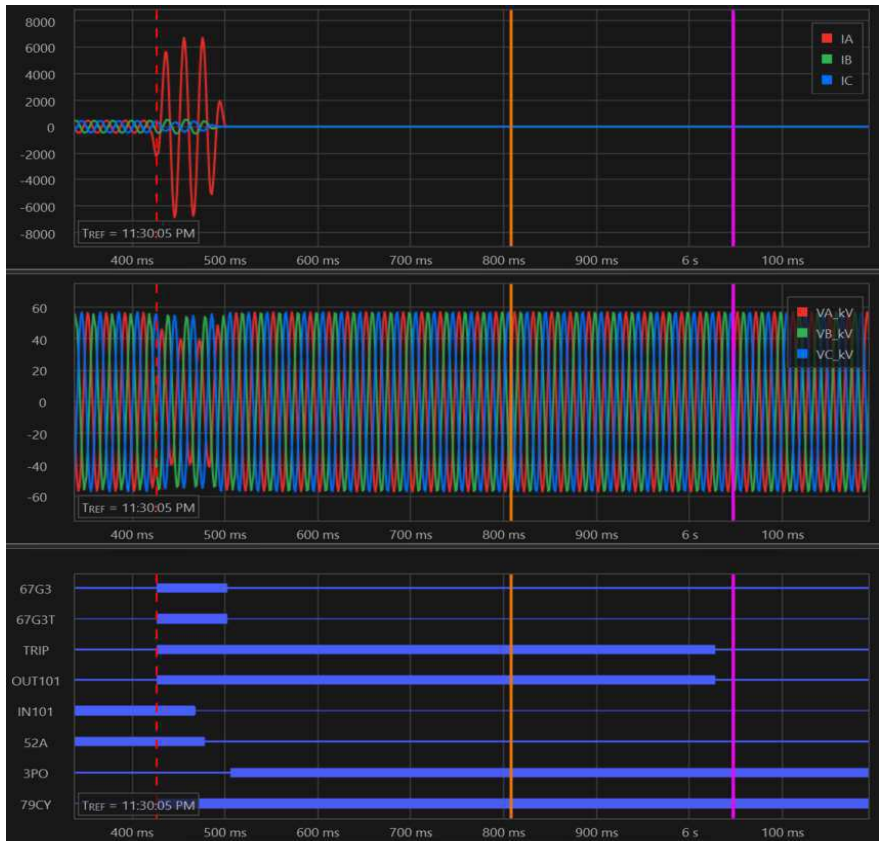 8000
6000
4000
2000
0
-2000
-4000
-6000
-8000
IA
IB
IC
TREF = 11:30:05 PM
400 ms 500 ms 600 ms 700 ms 800 ms 900 ms 6 s 100 ms
60
40
20
0
-20
-40
-60
VA_kV
VB_kV
VC_kV
TREF = 11:30:05 PM
400 ms 500 ms 600 ms 700 ms 800 ms 900 ms 6 s 100 ms
67G3
67G3T
TRIP
OUT101
IN101
52A
3PO
79CY
TREF = 11:30:05 PM
400 ms 500 ms 600 ms 700 ms 800 ms 900 ms 6 s 100 ms